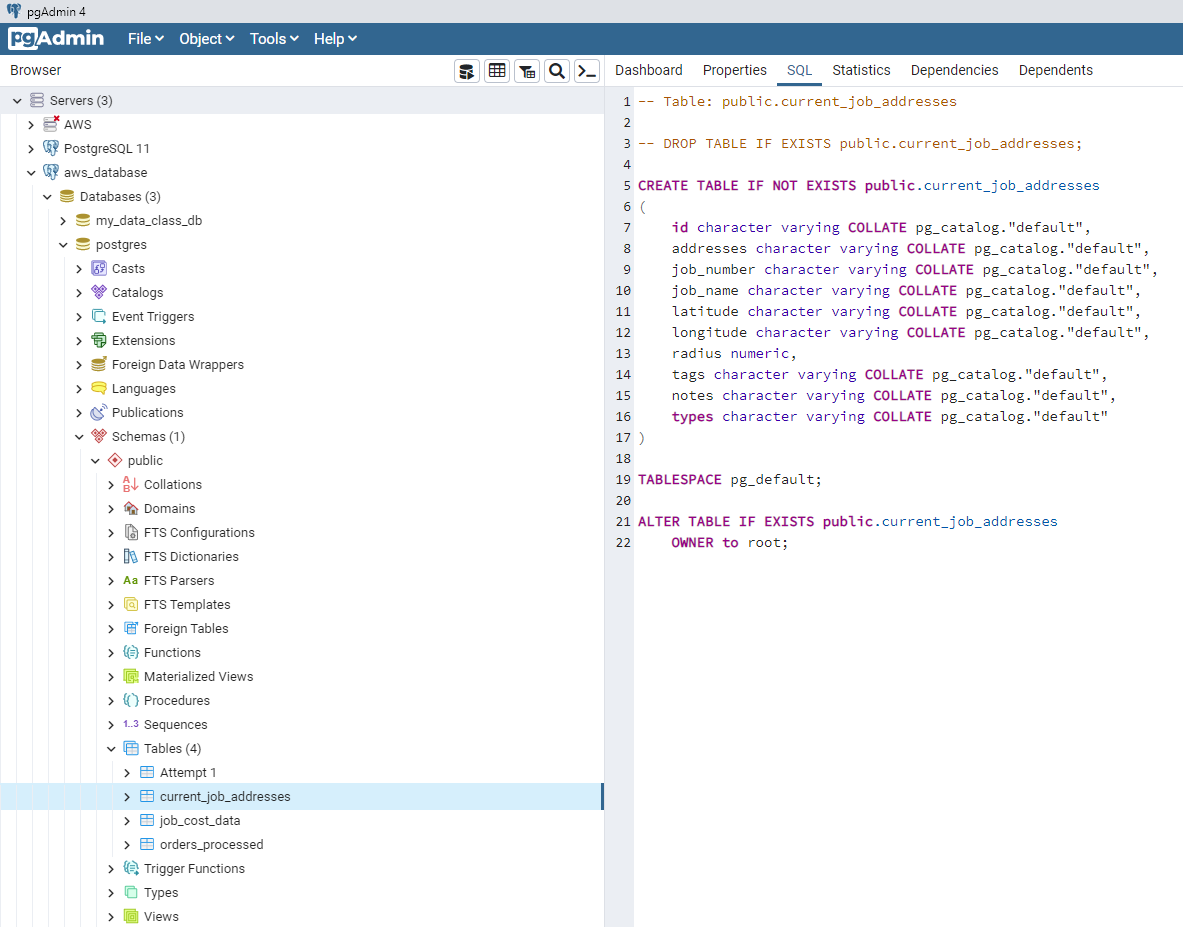 pgAdmin 4
pgAdmin File Object Tools Help
Browser
Dashboard Properties SQL Statistics Dependencies Dependents
Servers (3)
AWS
PostgreSQL 11
aws_database
Databases (3)
my_data_class_db
postgres
Casts
Catalogs
Event Triggers
Extensions
Foreign Data Wrappers
Languages
Publications
Schemas (1)
public
Collations
Domains
FTS Configurations
FTS Dictionaries
Aa FTS Parsers
FTS Templates
Foreign Tables
Functions
Materialized Views
Procedures
1..3 Sequences
Tables (4)
Attempt 1
current_job_addresses
job_cost_data
orders_processed
Trigger Functions
Types
Views
1 -- Table: public.current_job_addresses
2
3 -- DROP TABLE IF EXISTS public.current_job_addresses;
4
5 CREATE TABLE IF NOT EXISTS public.current_job_addresses
6 (
7 id character varying COLLATE pg_catalog."default",
8 addresses character varying COLLATE pg_catalog."default",
9 job_number character varying COLLATE pg_catalog."default",
10 job_name character varying COLLATE pg_catalog."default",
11 latitude character varying COLLATE pg_catalog."default",
12 longitude character varying COLLATE pg_catalog."default",
13 radius numeric,
14 tags character varying COLLATE pg_catalog."default",
15 notes character varying COLLATE pg_catalog."default",
16 types character varying COLLATE pg_catalog."default"
17 )
18
19 TABLESPACE pg_default;
20
21 ALTER TABLE IF EXISTS public.current_job_addresses
22 OWNER to root;